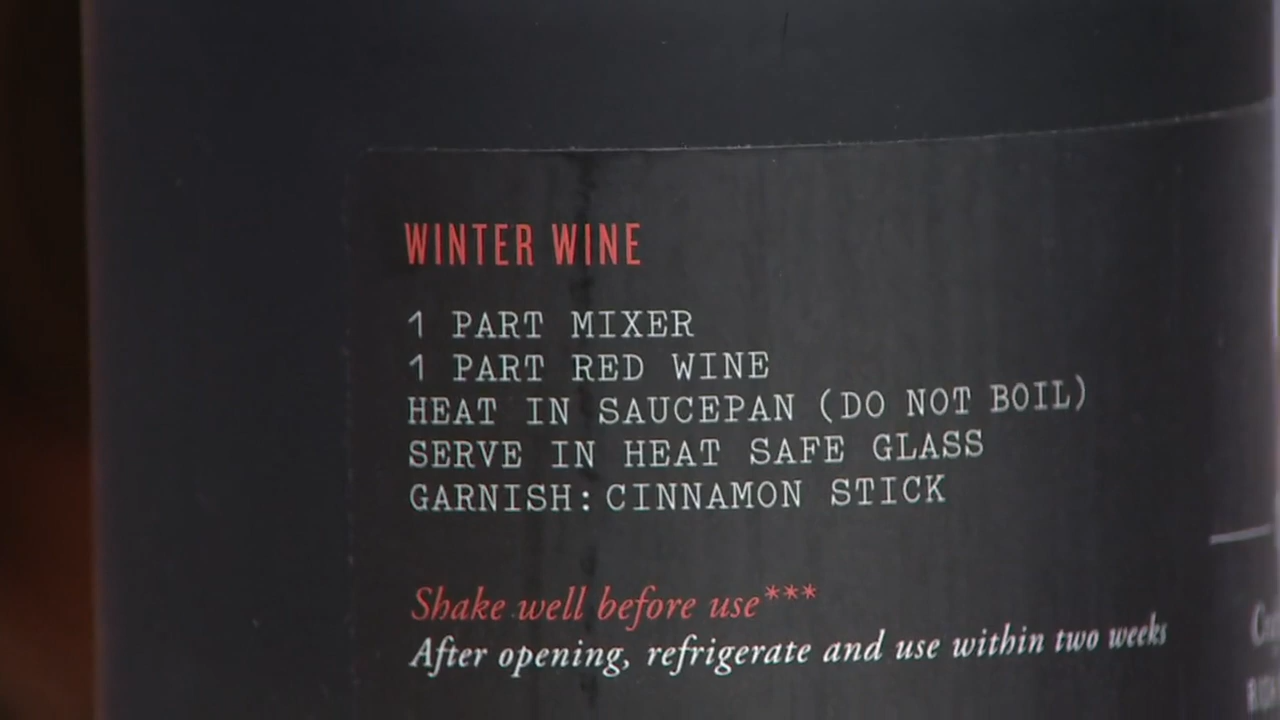 WINTER WINE
1 PART MIXER
1 PART RED WINE
HEAT IN SAUCEPAN (DO NOT BOIL)
SERVE IN HEAT SAFE GLASS
GARNISH: CINNAMON STICK
Shake well before use***
After opening, refrigerate and use within two weeks